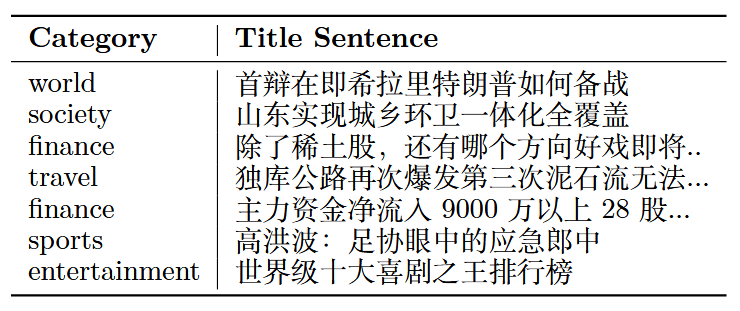 Category Title Sentence
world 首辩在即希拉里特朗普如何备战
society 山东实现城乡环卫一体化全覆盖
finance 除了稀土股，还有哪个方向好戏即将..
travel 独库公路再次爆发第三次泥石流无法...
finance 主力资金净流入 9000 万以上 28 股...
sports 高洪波：足协眼中的应急郎中
entertainment 世界级十大喜剧之王排行榜